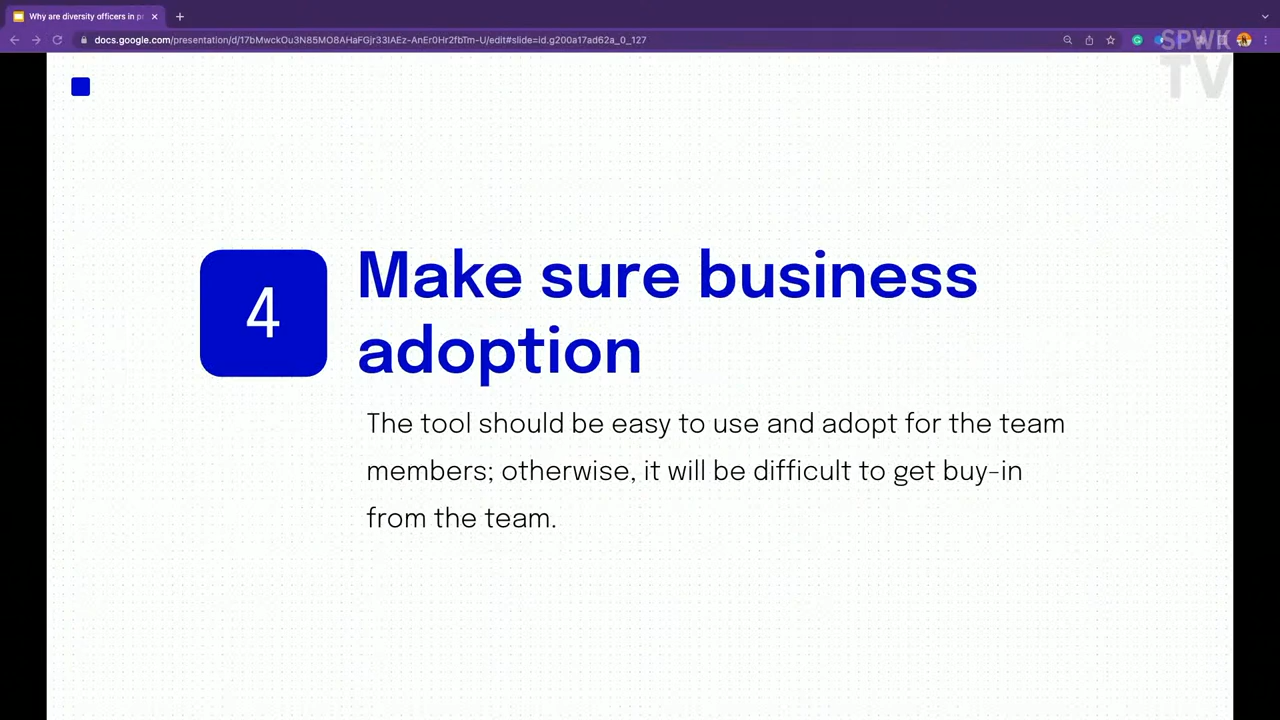 Why are diversity officers in pr
docs.google.com/presentation/d/17bMwckOu3N85MO8AHaFGjr33IAEz-AnEr0Hr2fbTm-U/edit#slide=id.g200a17ad62a_0_127
SPWK
TV
4
Make sure business
adoption
The tool should be easy to use and adopt for the team
members; otherwise, it will be difficult to get buy-in
from the team.